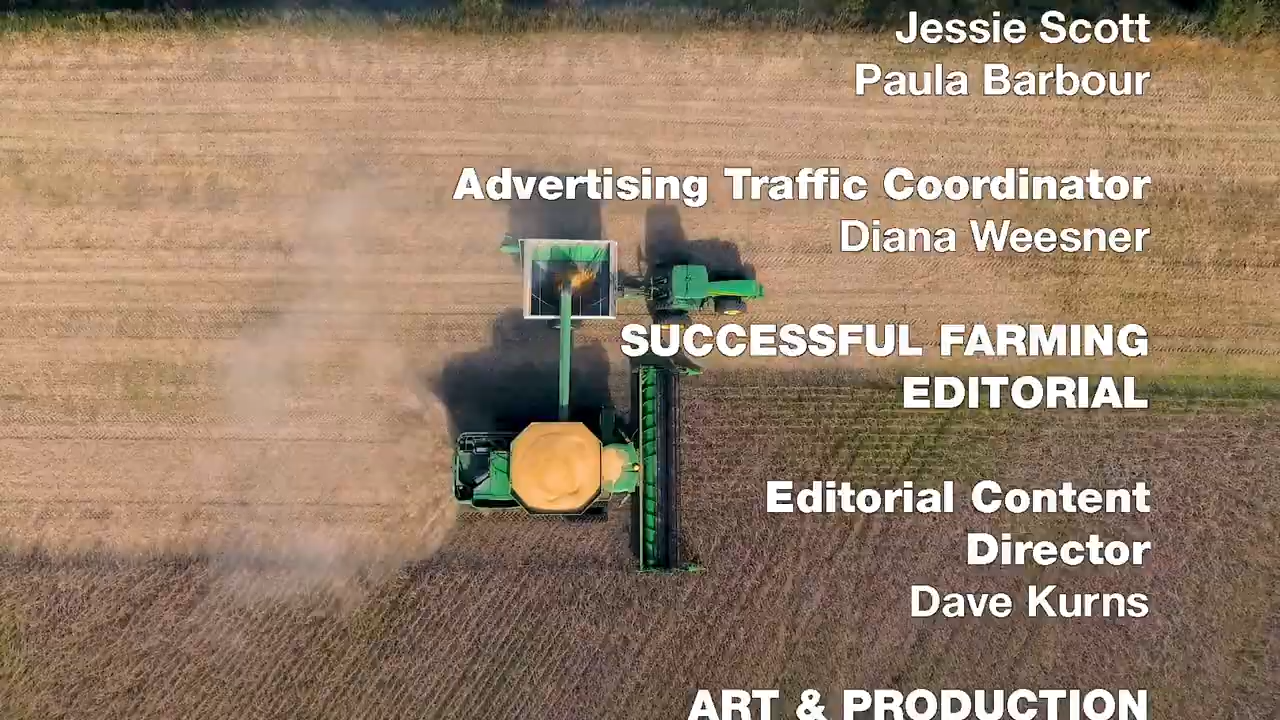 Jessie Scott
Paula Barbour
Advertising Traffic Coordinator
Diana Weesner
SUCCESSFUL FARMING
EDITORIAL
Editorial Content
Director
Dave Kurns
ART & PRODUCTION